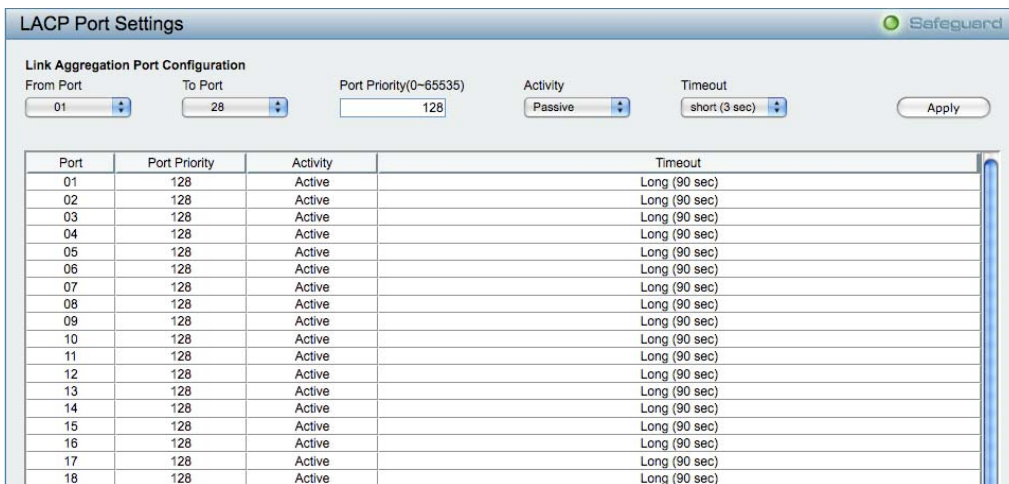 LACP Port Settings
Safeguard
Link Aggregation Port Configuration
From Port To Port Port Priority(0~65535) Activity Timeout
01 28 128 Passive short (3 sec) Apply
Port Port Priority Activity Timeout
01 128 Active Long (90 sec)
02 128 Active Long (90 sec)
03 128 Active Long (90 sec)
04 128 Active Long (90 sec)
05 128 Active Long (90 sec)
06 128 Active Long (90 sec)
07 128 Active Long (90 sec)
08 128 Active Long (90 sec)
09 128 Active Long (90 sec)
10 128 Active Long (90 sec)
11 128 Active Long (90 sec)
12 128 Active Long (90 sec)
13 128 Active Long (90 sec)
14 128 Active Long (90 sec)
15 128 Active Long (90 sec)
16 128 Active Long (90 sec)
17 128 Active Long (90 sec)
18 128 Active Long (90 sec)